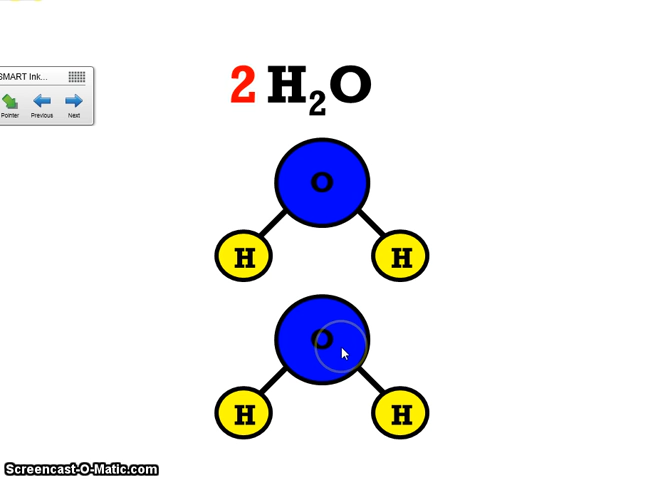 SMART Ink...
Pointer Previous Next
2 H₂O
O
H H
O
H H
Screencast-O-Matic.com